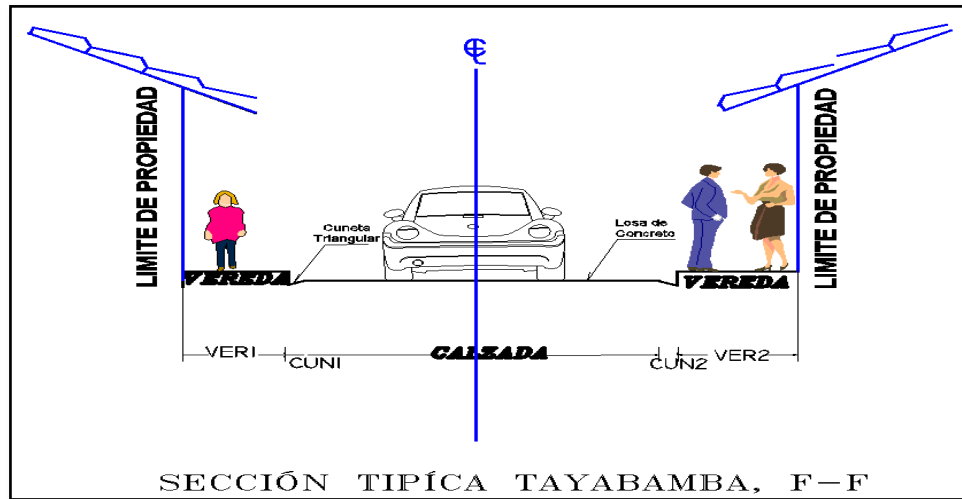 ℄
LIMITE DE PROPIEDAD
LIMITE DE PROPIEDAD
Cuneta
Triangular
Losa de
Concreto
VEREDA
VEREDA
VER1
CUN1
CALZADA
CUN2
VER2
SECCIÓN TIPÍCA TAYABAMBA, F-F